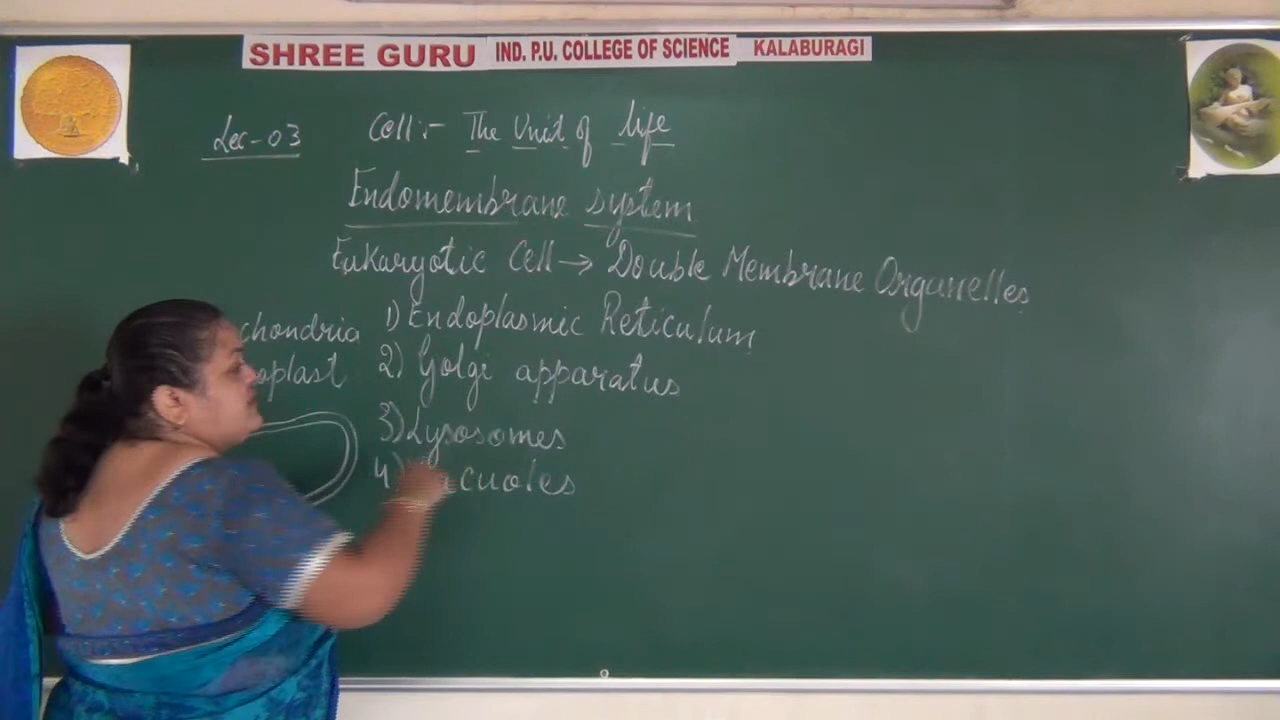 SHREE GURU IND. P.U. COLLEGE OF SCIENCE KALABURAGI
Lec-03 Cell:- The Unit of life
Endomembrane system
Eukaryotic Cell → Double Membrane Organelles
chondria 1) Endoplasmic Reticulum
oplast 2) Golgi apparatus
3) Lysosomes
4) cuoles